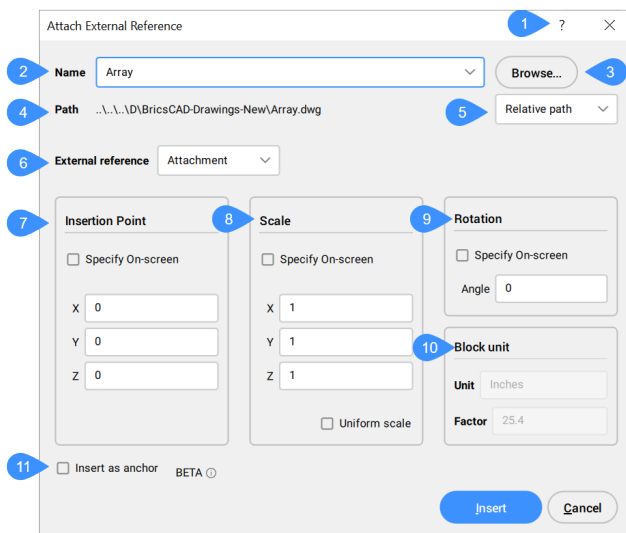 Attach External Reference 1 ?
2 Name Array Browse... 3
4 Path ..\..\..\D\BricsCAD-Drawings-New\Array.dwg 5 Relative path
6 External reference Attachment
7 Insertion Point 8 Scale 9 Rotation
Specify On-screen Specify On-screen Specify On-screen
Angle 0
X 0 X 1
Y 0 Y 1 10 Block unit
Z 0 Z 1 Unit Inches
Uniform scale Factor 25.4
11 Insert as anchor BETA
Insert Cancel